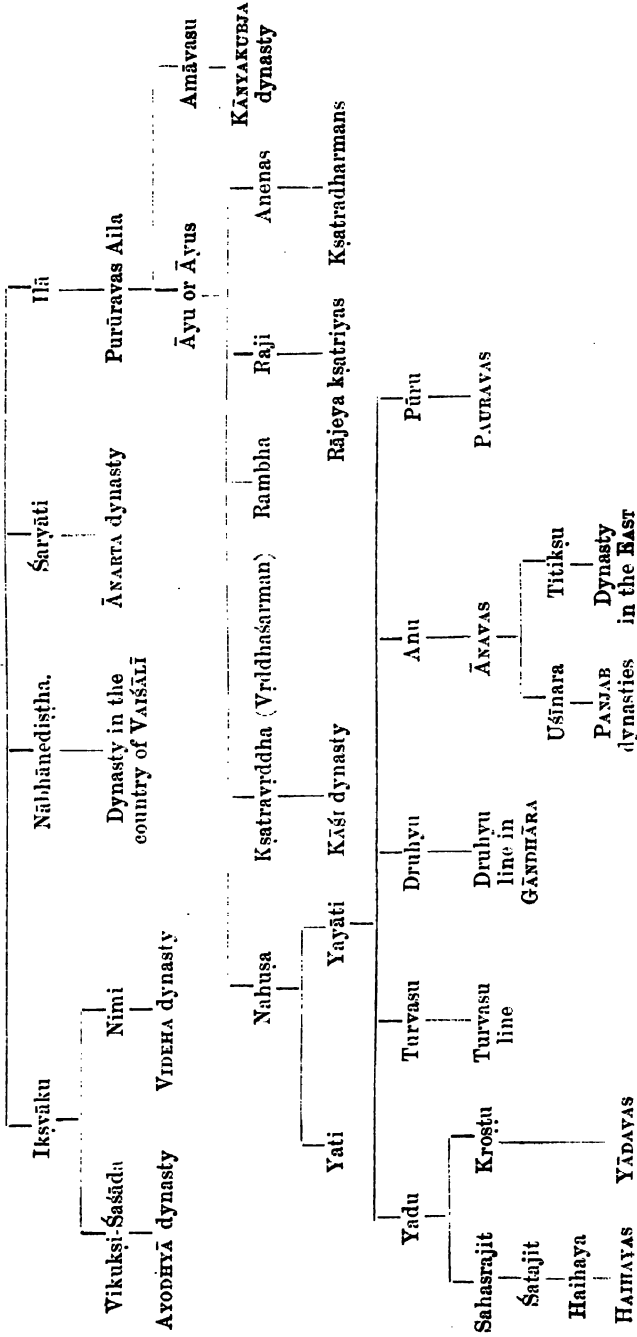 Ikṣvāku
Nābhānediṣṭha.
Śaryāti
Ilā
Vikukṣi-Śaśāda
Nimi
Dynasty in the
country of VAIŚĀLĪ
ĀNARTA dynasty
Purūravas Aila
AYODHYĀ dynasty
VIDEHA dynasty
Āyu or Āyus
Amāvasu
KĀNYAKUBJA
dynasty
Nahuṣa
Kṣatravṛddha (Vṛddhaśarman)
Rambha
Raji
Anenas
Yati
Yayāti
KĀŚI dynasty
Rājeya kṣatriyas
Kṣatradharmans
Yadu
Turvasu
Druhyu
Anu
Pūru
Sahasrajit
Kroṣṭu
Turvasu
line
Druhyu
line in
GĀNDHĀRA
ĀNAVAS
PAURAVAS
Śatajit
Haihaya
Uśīnara
Titikṣu
HAIHAYAS
YĀDAVAS
PANJAB
dynasties
Dynasty
in the EAST